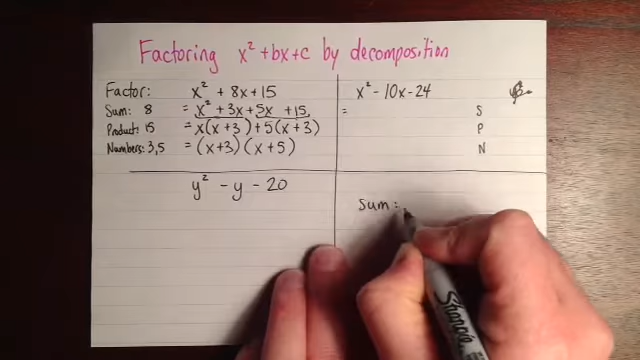 Factoring x² + bx + c by decomposition
Factor: x² + 8x + 15
Sum: 8 = x² + 3x + 5x + 15
Product: 15 = x(x + 3) + 5(x + 3)
Numbers: 3,5 = (x+3)(x+5)
x² - 10x - 24
= S
P
N
y² - y - 20
Sum:
Sharpie